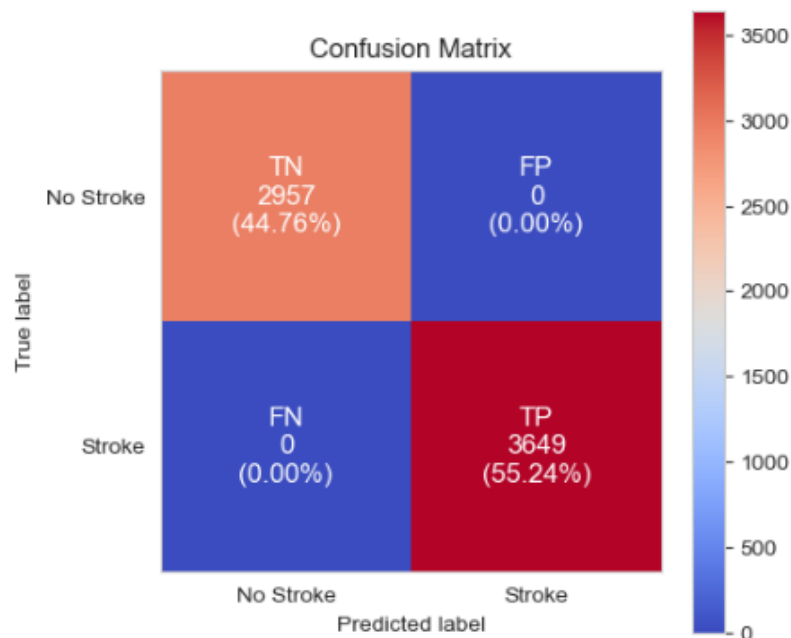 Confusion Matrix
TN
2957
(44.76%)
FP
0
(0.00%)
FN
0
(0.00%)
TP
3649
(55.24%)
No Stroke
Stroke
True label
No Stroke
Stroke
Predicted label
3500
3000
2500
2000
1500
1000
500
0